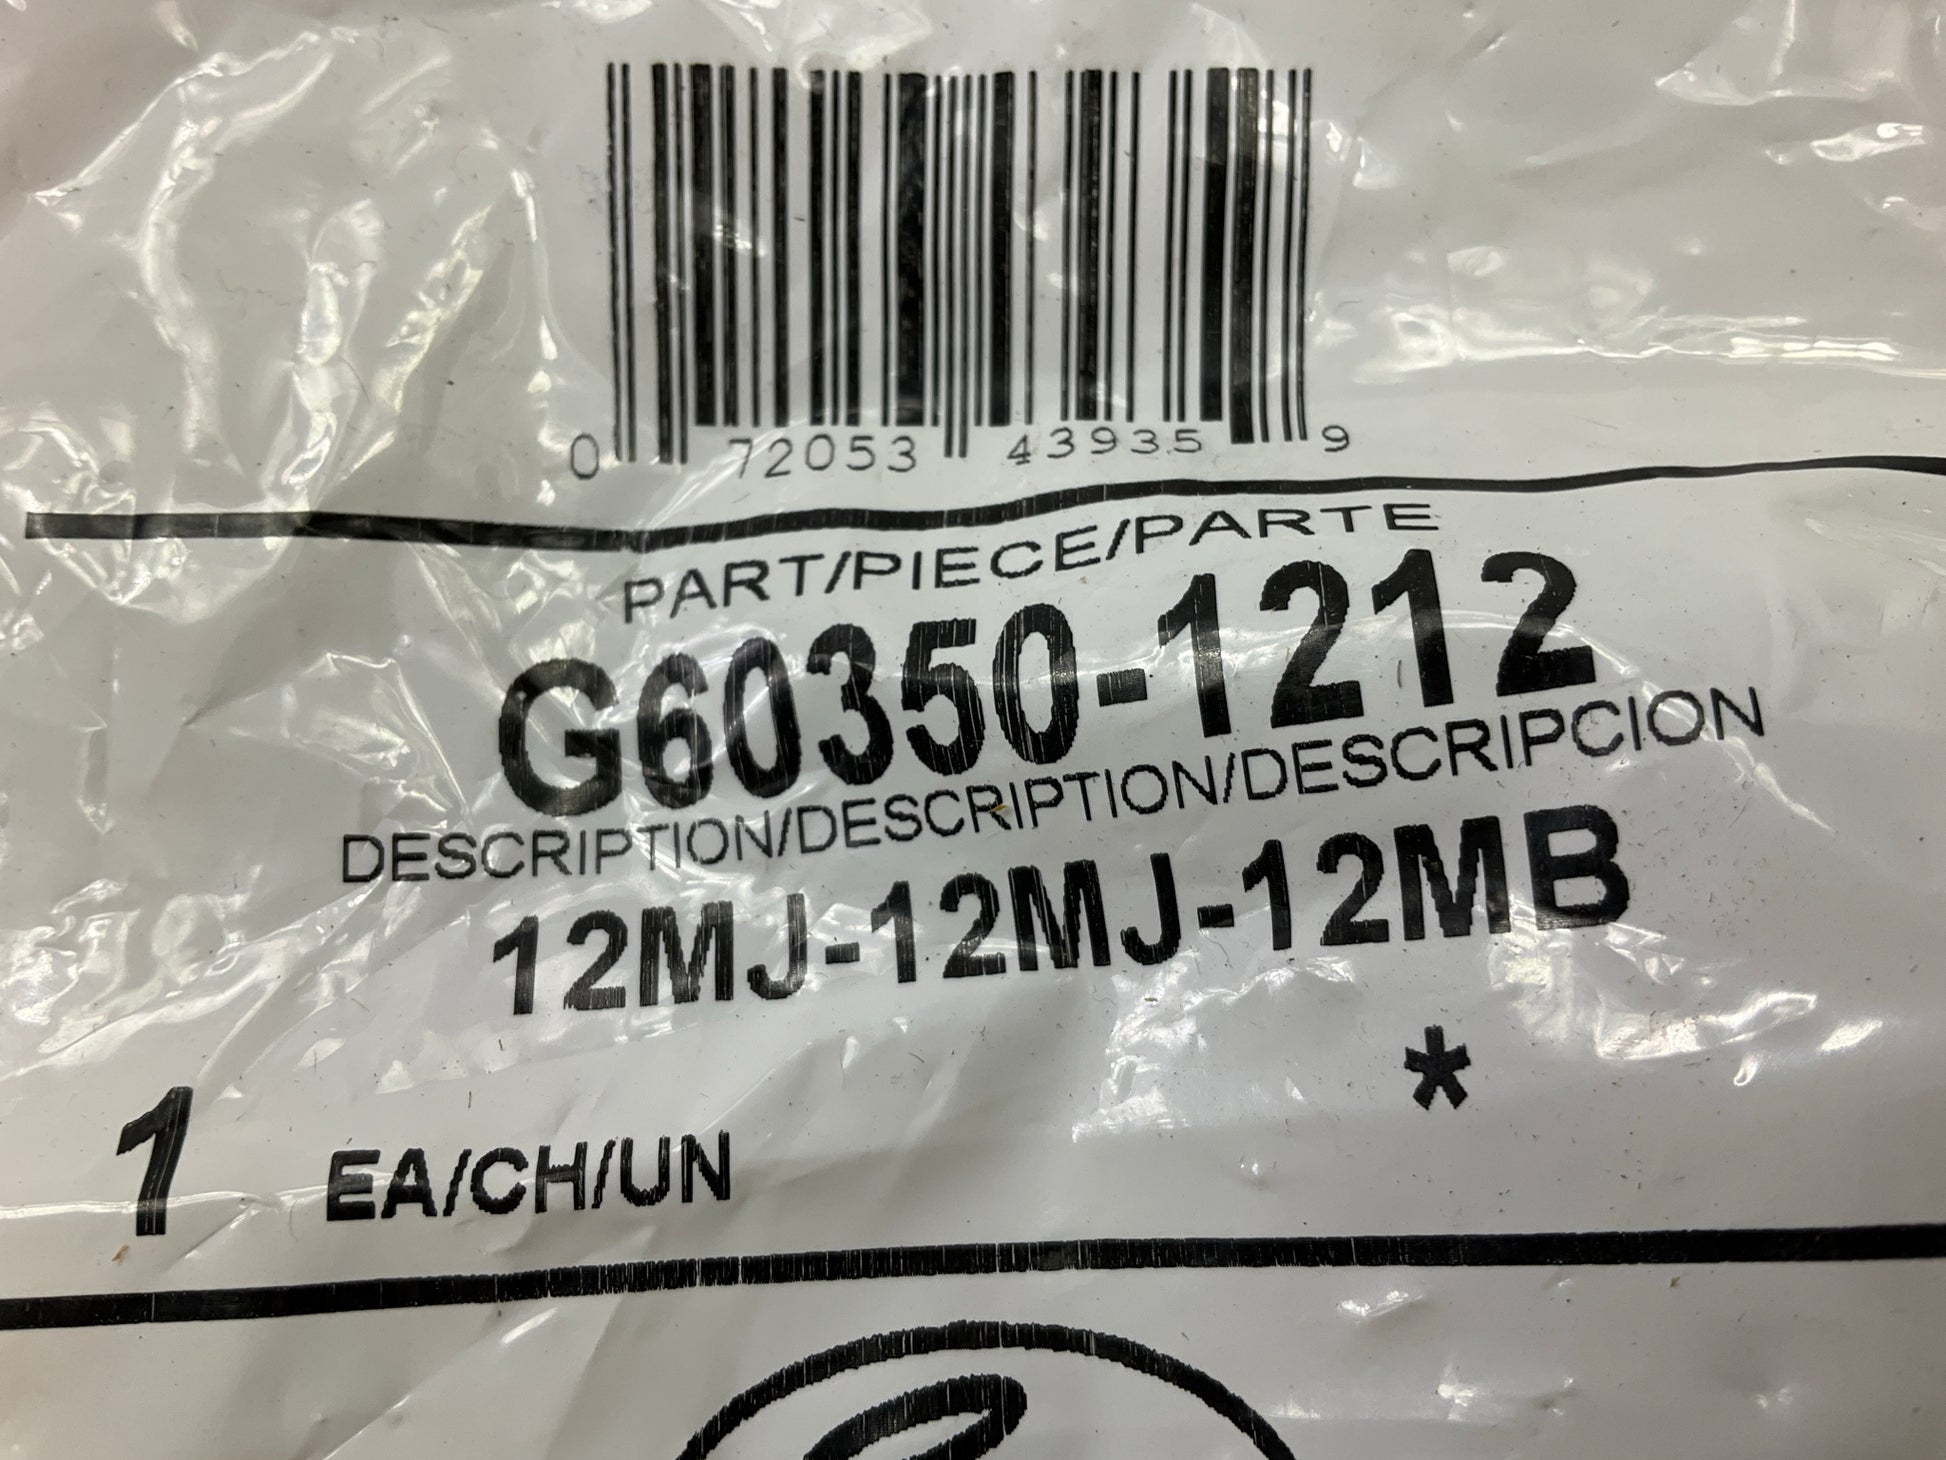 0 72053 43935 9
PART/PIECE/PARTE
G60350-1212
DESCRIPTION/DESCRIPTION/DESCRIPCION
12MJ-12MJ-12MB
*
1 EA/CH/UN